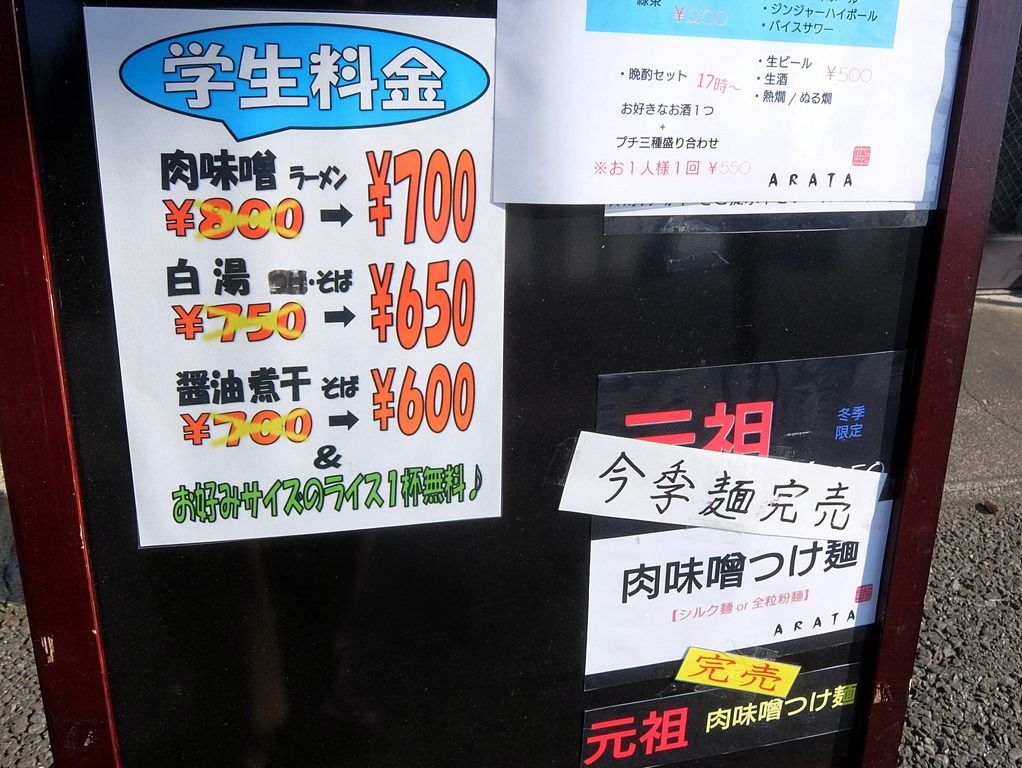 学生料金
肉味噌 ラーメン
¥800 → ¥700
白湯 ・そば
¥750 → ¥650
醤油煮干 そば
¥700 → ¥600
&
お好みサイズのライス1杯無料♪
緑茶 ¥200
・ジンジャーハイボール
・バイスサワー
・晩酌セット 17時～
お好きなお酒1つ
+
プチ三種盛り合わせ
※お1人様1回 ¥550
・生ビール
・生酒 ¥500
・熱燗 / ぬる燗
ARATA
元祖
冬季
限定
今季麺完売
肉味噌つけ麺
【シルク麺 or 全粒粉麺】
ARATA
完売
元祖 肉味噌つけ麺